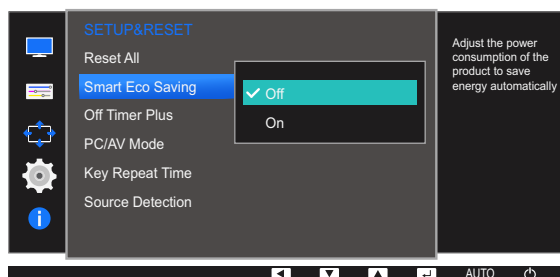 SETUP&RESET
Reset All
Smart Eco Saving
Off Timer Plus
PC/AV Mode
Key Repeat Time
Source Detection
Off
On
Adjust the power
consumption of the
product to save
energy automatically
AUTO